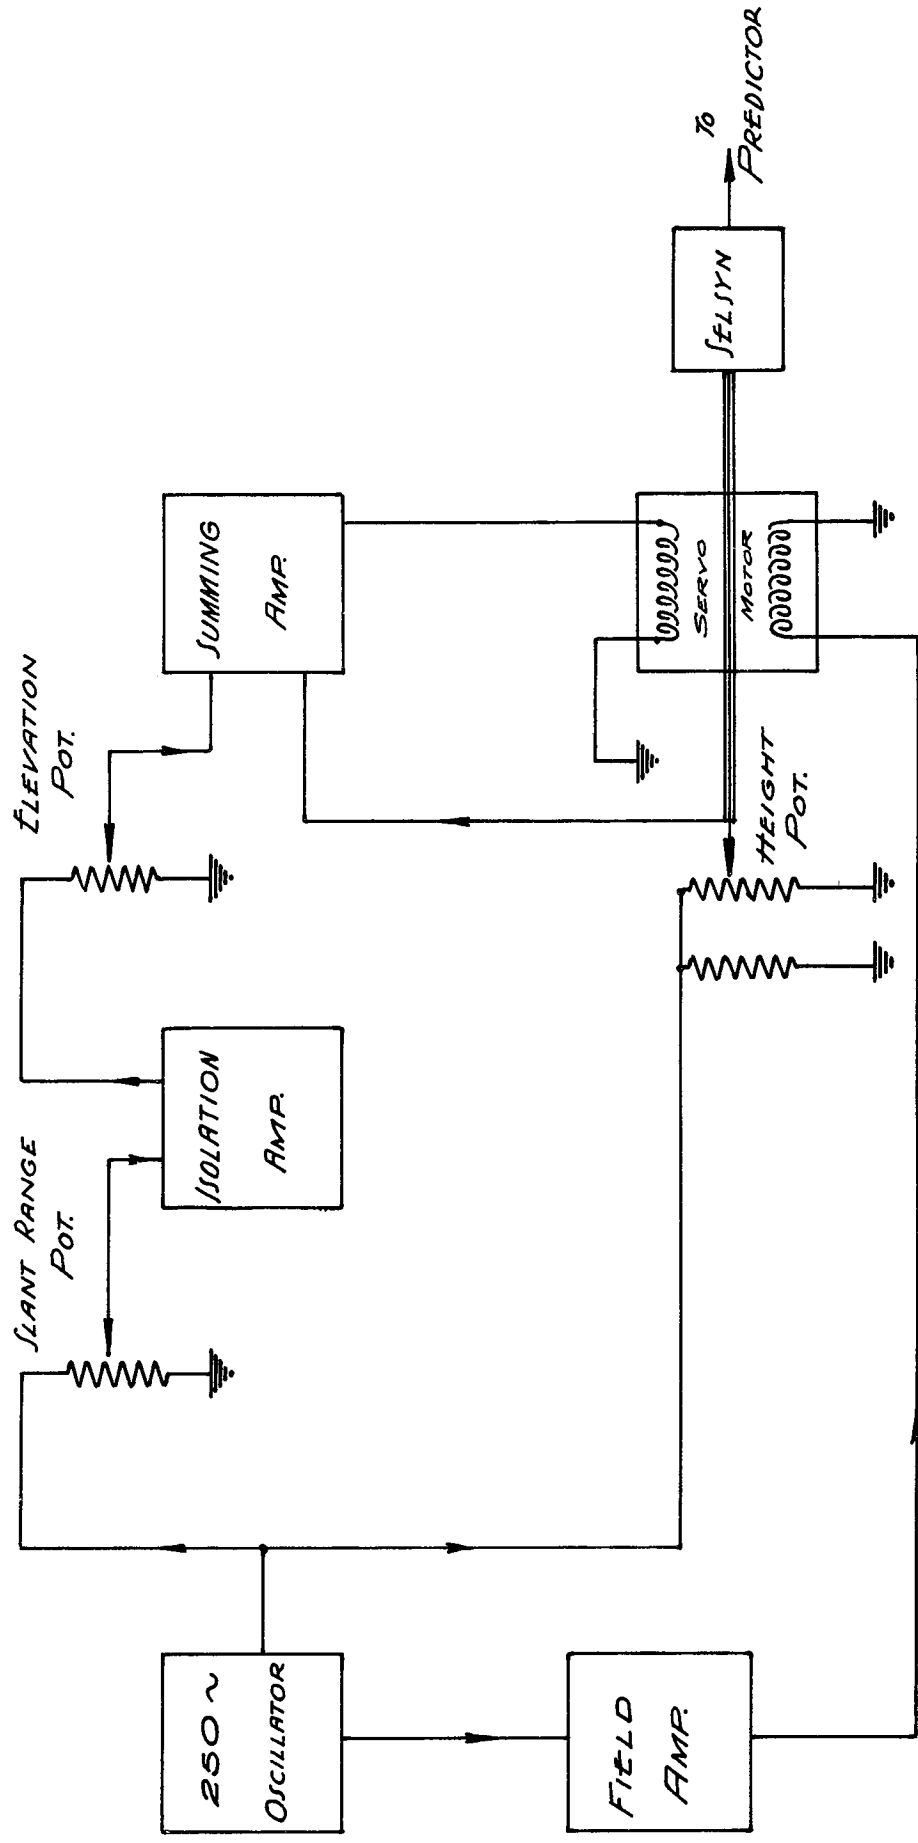 250 ~
OSCILLATOR
FIELD
AMP.
SLANT RANGE
POT.
ISOLATION
AMP.
ELEVATION
POT.
SUMMING
AMP.
HEIGHT
POT.
SERVO
MOTOR
SELSYN
TO
PREDICTOR